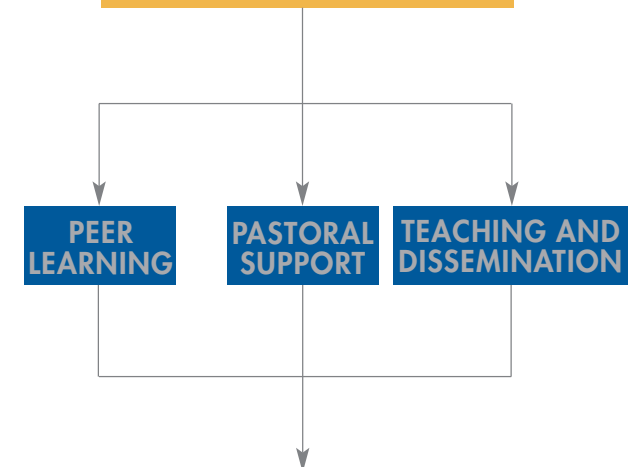 PEER
LEARNING
PASTORAL
SUPPORT
TEACHING AND
DISSEMINATION